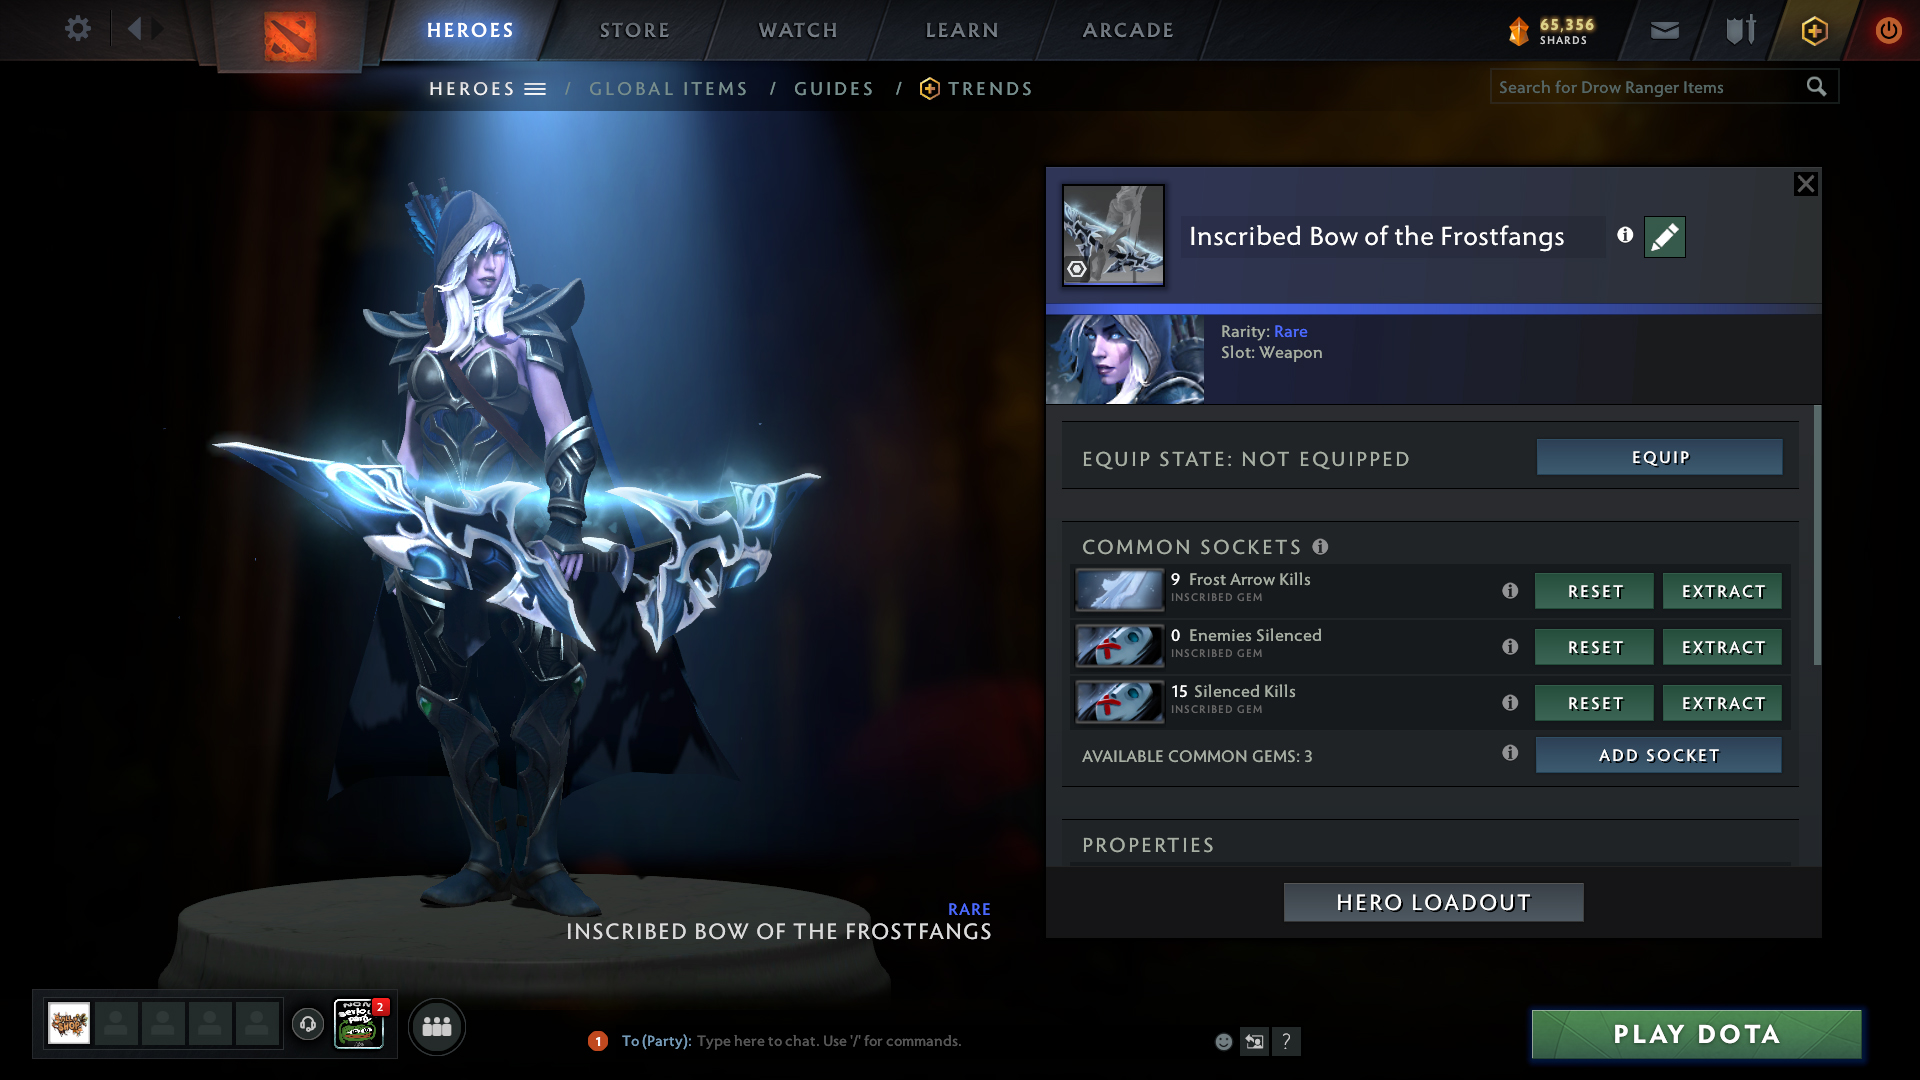 HEROES
STORE
WATCH
LEARN
ARCADE
65,356
SHARDS
HEROES / GLOBAL ITEMS / GUIDES / TRENDS
Search for Drow Ranger Items
Inscribed Bow of the Frostfangs
Rarity: Rare
Slot: Weapon
EQUIP STATE: NOT EQUIPPED
EQUIP
COMMON SOCKETS
9 Frost Arrow Kills
INSCRIBED GEM
RESET
EXTRACT
0 Enemies Silenced
INSCRIBED GEM
RESET
EXTRACT
15 Silenced Kills
INSCRIBED GEM
RESET
EXTRACT
AVAILABLE COMMON GEMS: 3
ADD SOCKET
PROPERTIES
HERO LOADOUT
RARE
INSCRIBED BOW OF THE FROSTFANGS
2
1
To (Party): Type here to chat. Use '/' for commands.
?
PLAY DOTA